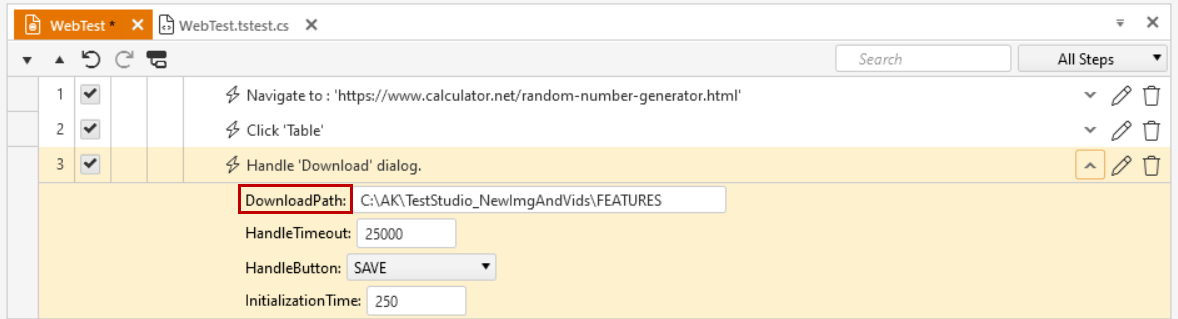 WebTest * WebTest.tstest.cs
Search All Steps
1 Navigate to : 'https://www.calculator.net/random-number-generator.html'
2 Click 'Table'
3 Handle 'Download' dialog.
DownloadPath: C:\AK\TestStudio_NewImgAndVids\FEATURES
HandleTimeout: 25000
HandleButton: SAVE
InitializationTime: 250